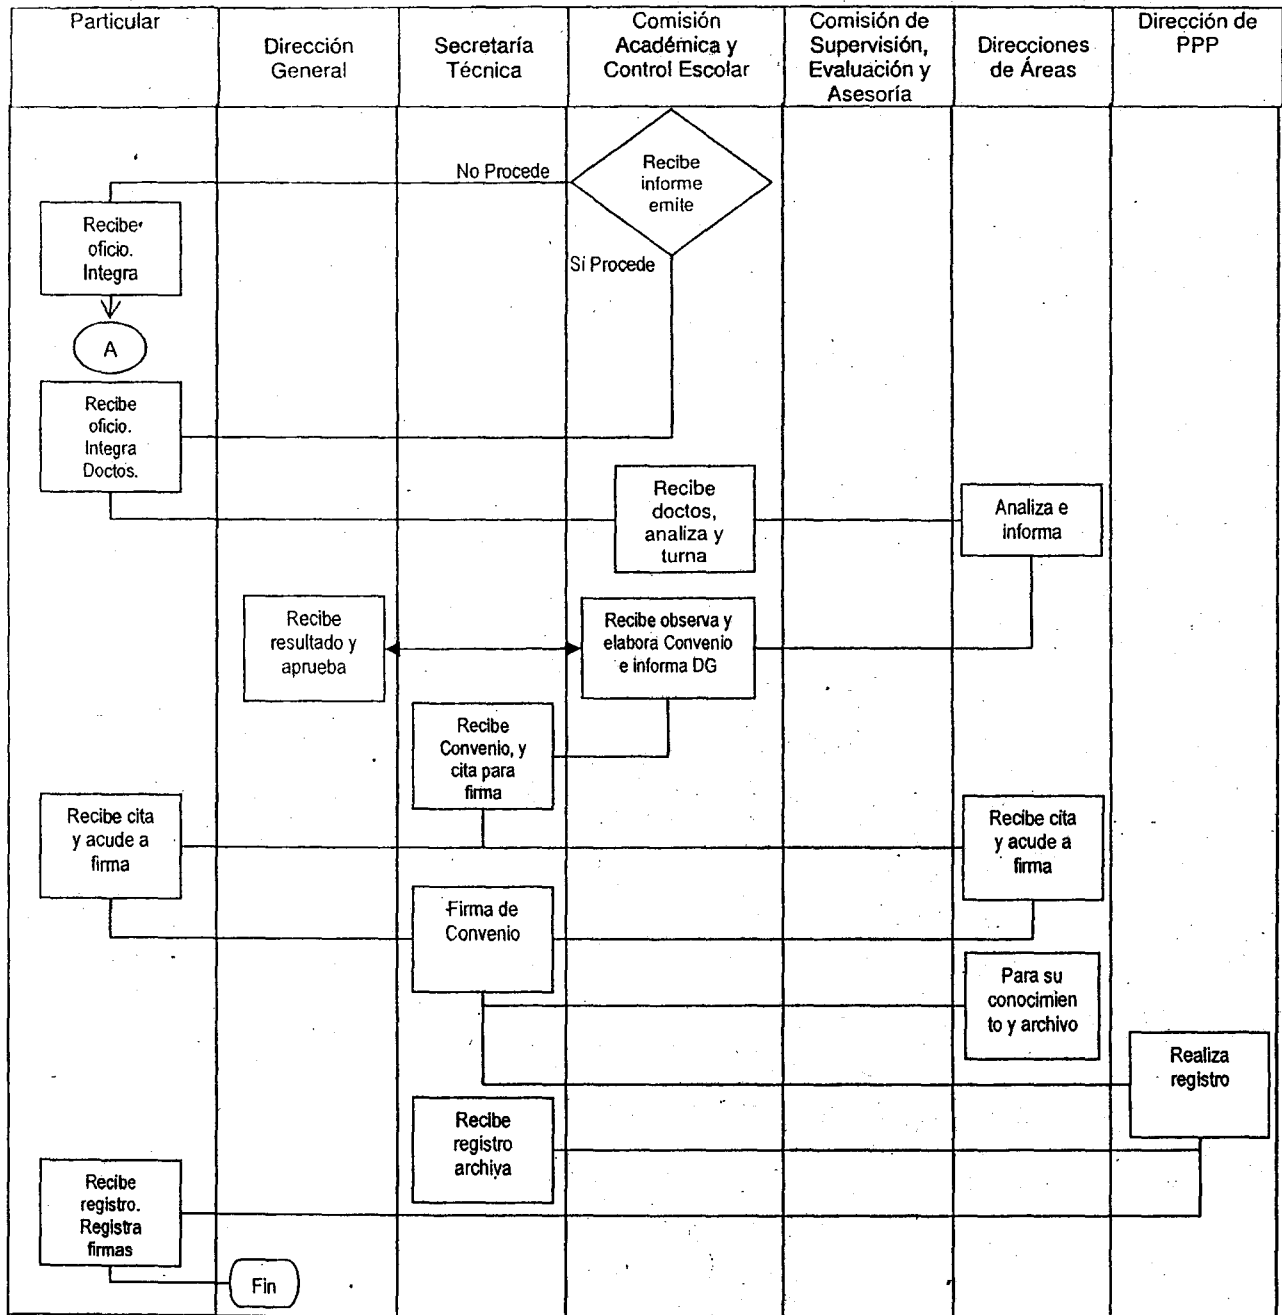 Particular
Dirección
General
Secretaría
Técnica
Comisión
Académica y
Control Escolar
Comisión de
Supervisión,
Evaluación y
Asesoría
Direcciones
de Áreas
Dirección de
PPP
Recibe
informe
emite
No Procede
Si Procede
Recibe
oficio.
Integra
A
Recibe
oficio.
Integra
Doctos.
Recibe
doctos,
analiza y
turna
Analiza e
informa
Recibe
resultado y
aprueba
Recibe observa y
elabora Convenio
e informa DG
Recibe
Convenio, y
cita para
firma
Recibe cita
y acude a
firma
Recibe cita
y acude a
firma
Firma de
Convenio
Para su
conocimien
to y archivo
Realiza
registro
Recibe
registro
archiva
Recibe
registro.
Registra
firmas
Fin